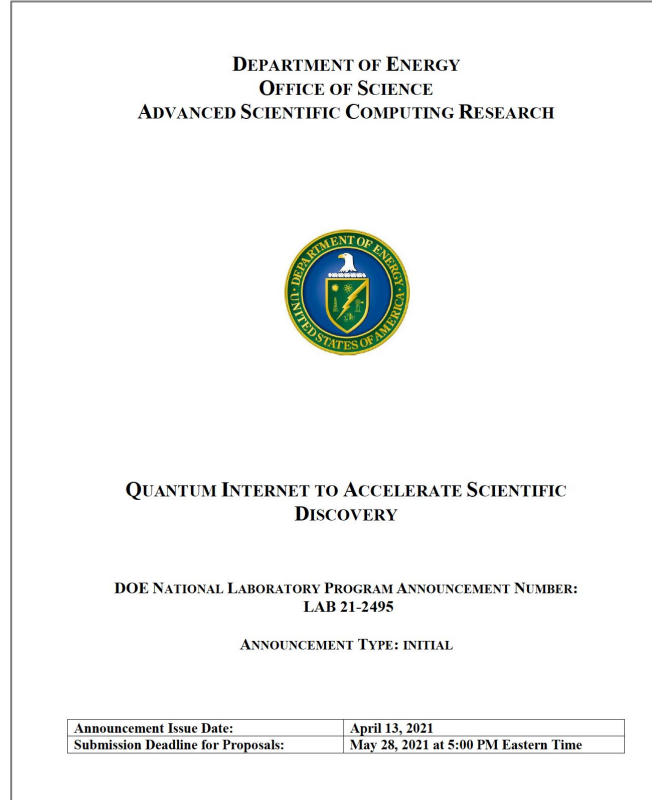 DEPARTMENT OF ENERGY
OFFICE OF SCIENCE
ADVANCED SCIENTIFIC COMPUTING RESEARCH
DEPARTMENT OF ENERGY
UNITED STATES OF AMERICA
QUANTUM INTERNET TO ACCELERATE SCIENTIFIC
DISCOVERY
DOE NATIONAL LABORATORY PROGRAM ANNOUNCEMENT NUMBER:
LAB 21-2495
ANNOUNCEMENT TYPE: INITIAL
Announcement Issue Date: April 13, 2021
Submission Deadline for Proposals: May 28, 2021 at 5:00 PM Eastern Time